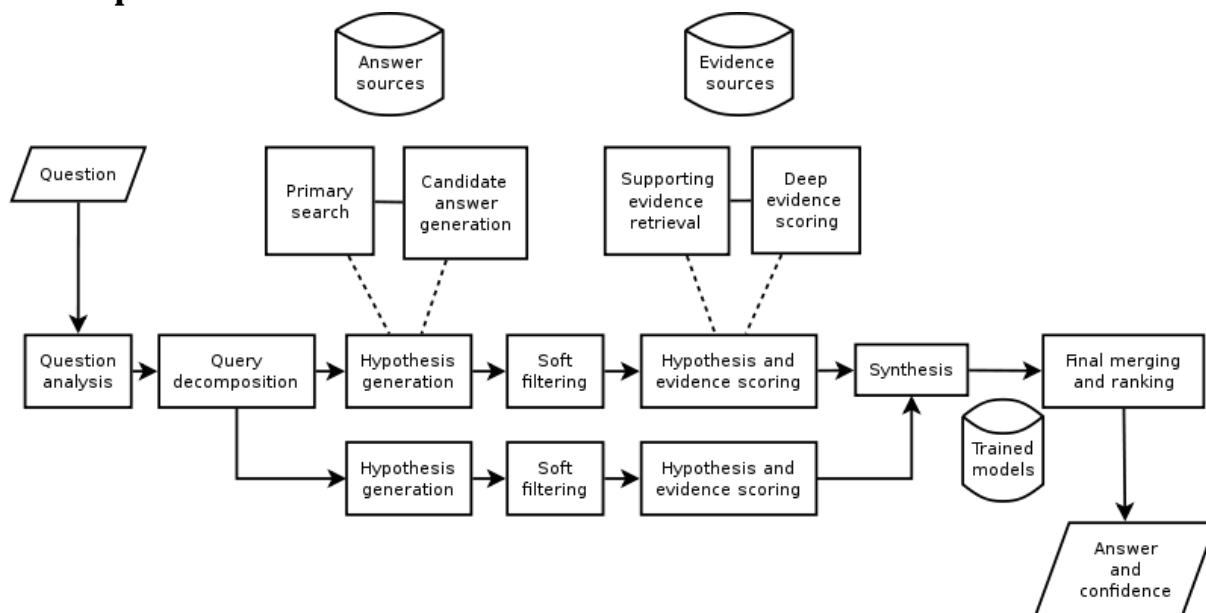 Answer
sources
Evidence
sources
Question
Primary
search
Candidate
answer
generation
Supporting
evidence
retrieval
Deep
evidence
scoring
Question
analysis
Query
decomposition
Hypothesis
generation
Soft
filtering
Hypothesis and
evidence scoring
Synthesis
Final merging
and ranking
Hypothesis
generation
Soft
filtering
Hypothesis and
evidence scoring
Trained
models
Answer
and
confidence